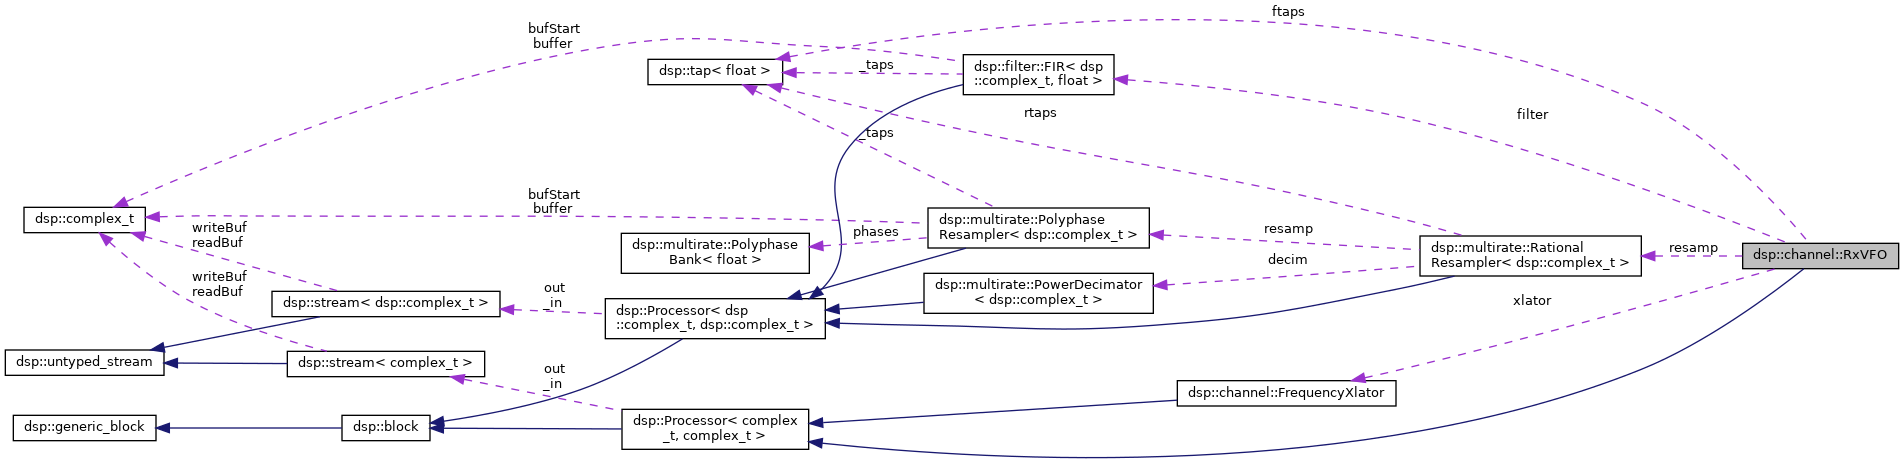 ftaps
bufStart
buffer
dsp::tap< float >
_taps
dsp::filter::FIR< dsp
::complex_t, float >
rtaps
filter
_taps
bufStart
buffer
dsp::complex_t
writeBuf
readBuf
dsp::multirate::Polyphase
Bank< float >
phases
dsp::multirate::Polyphase
Resampler< dsp::complex_t >
resamp
decim
dsp::multirate::Rational
Resampler< dsp::complex_t >
resamp
dsp::channel::RxVFO
writeBuf
readBuf
dsp::stream< dsp::complex_t >
out
_in
dsp::Processor< dsp
::complex_t, dsp::complex_t >
dsp::multirate::PowerDecimator
< dsp::complex_t >
xlator
dsp::untyped_stream
dsp::stream< complex_t >
out
_in
dsp::channel::FrequencyXlator
dsp::generic_block
dsp::block
dsp::Processor< complex
_t, complex_t >